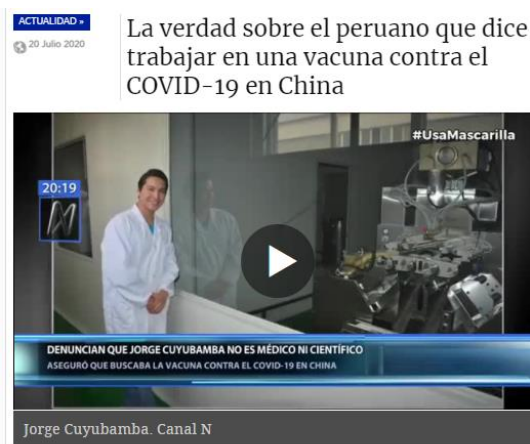 ACTUALIDAD »
20 Julio 2020
La verdad sobre el peruano que dice
trabajar en una vacuna contra el
COVID-19 en China
#UsaMascarilla
20:19
N
DENUNCIAN QUE JORGE CUYUBAMBA NO ES MÉDICO NI CIENTÍFICO
ASEGURÓ QUE BUSCABA LA VACUNA CONTRA EL COVID-19 EN CHINA
Jorge Cuyubamba. Canal N